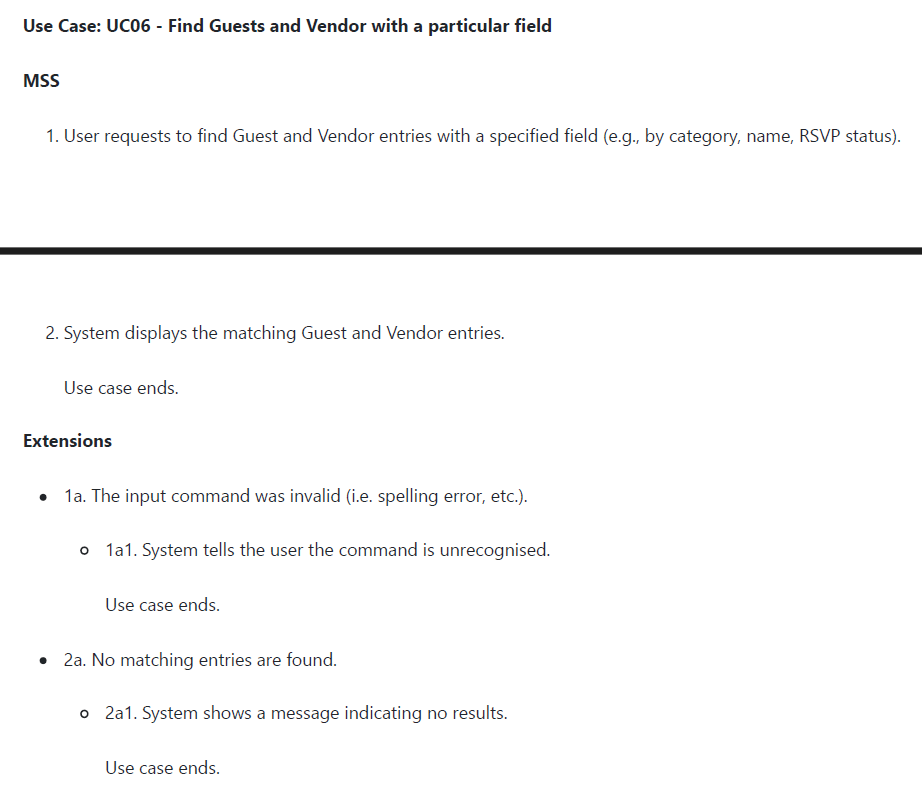 Use Case: UC06 - Find Guests and Vendor with a particular field
MSS
1. User requests to find Guest and Vendor entries with a specified field (e.g., by category, name, RSVP status).
2. System displays the matching Guest and Vendor entries.
Use case ends.
Extensions
• 1a. The input command was invalid (i.e. spelling error, etc.).
○ 1a1. System tells the user the command is unrecognised.
Use case ends.
• 2a. No matching entries are found.
○ 2a1. System shows a message indicating no results.
Use case ends.